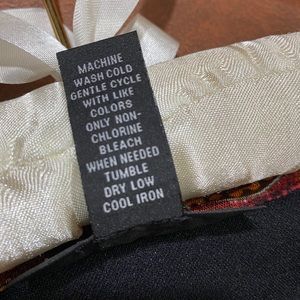 MACHINE
WASH COLD
GENTLE CYCLE
WITH LIKE
COLORS
ONLY NON-
CHLORINE
BLEACH
WHEN NEEDED
TUMBLE
DRY LOW
COOL IRON